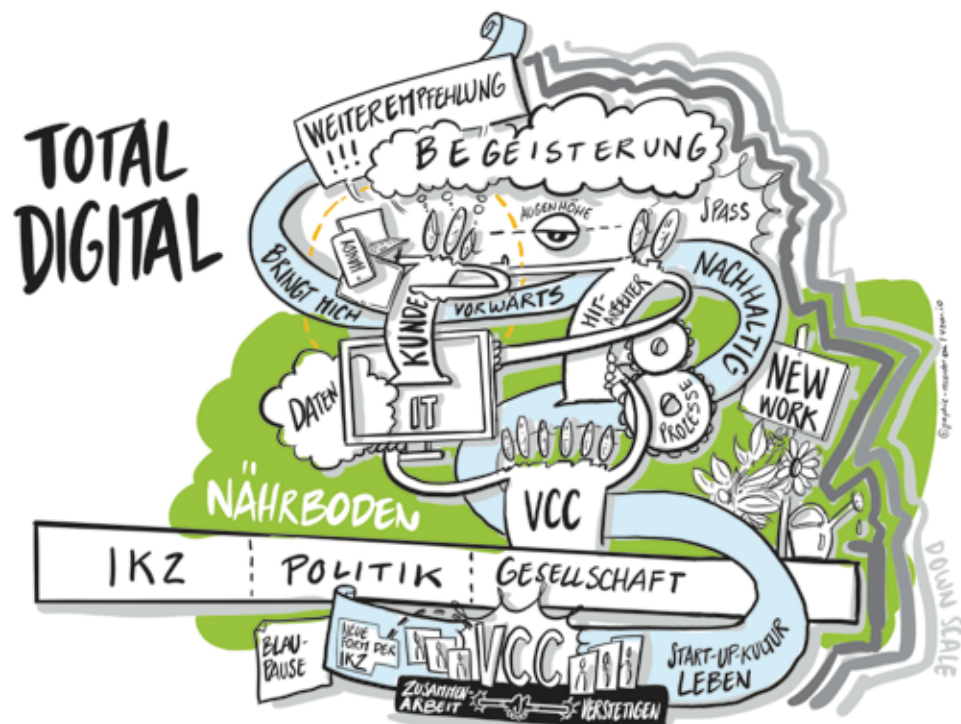 TOTAL
DIGITAL
WEITEREMPFEHLUNG
!!!
BEGEISTERUNG
AUGENHÖHE
SPASS
BRINGT MICH
VORWÄRTS
NACHHALTIG
KUNDE
MIT-
ARBEITER
DATEN
IT
PROZESSE
NEW
WORK
NÄHRBODEN
VCC
IKZ
POLITIK
GESELLSCHAFT
BLAU-
PAUSE
NEUE
FORM DER
IKZ
VCC
START-UP-KULTUR
LEBEN
ZUSAMMEN-
ARBEIT
VERSTETIGEN
DOWN SCALE